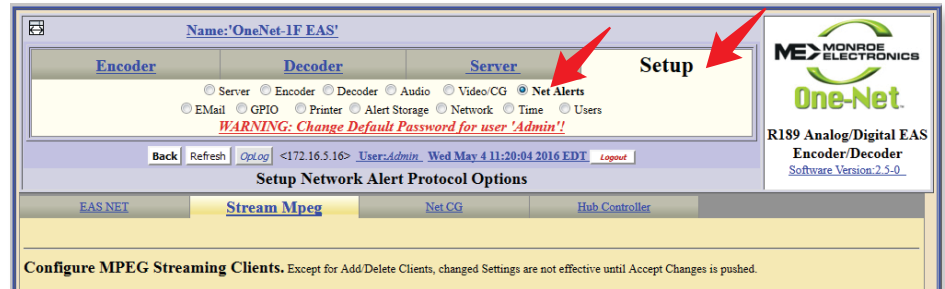 Name:'OneNet-1F EAS'
Encoder Decoder Server Setup
Server Encoder Decoder Audio Video/CG Net Alerts
EMail GPIO Printer Alert Storage Network Time Users
WARNING: Change Default Password for user 'Admin'!
Back Refresh OpLog <172.16.5.16> User:Admin Wed May 4 11:20:04 2016 EDT Logout
Setup Network Alert Protocol Options
MONROE
ELECTRONICS
One-Net.
R189 Analog/Digital EAS
Encoder/Decoder
Software Version:2.5-0
EAS NET Stream Mpeg Net CG Hub Controller
Configure MPEG Streaming Clients. Except for Add/Delete Clients, changed Settings are not effective until Accept Changes is pushed.